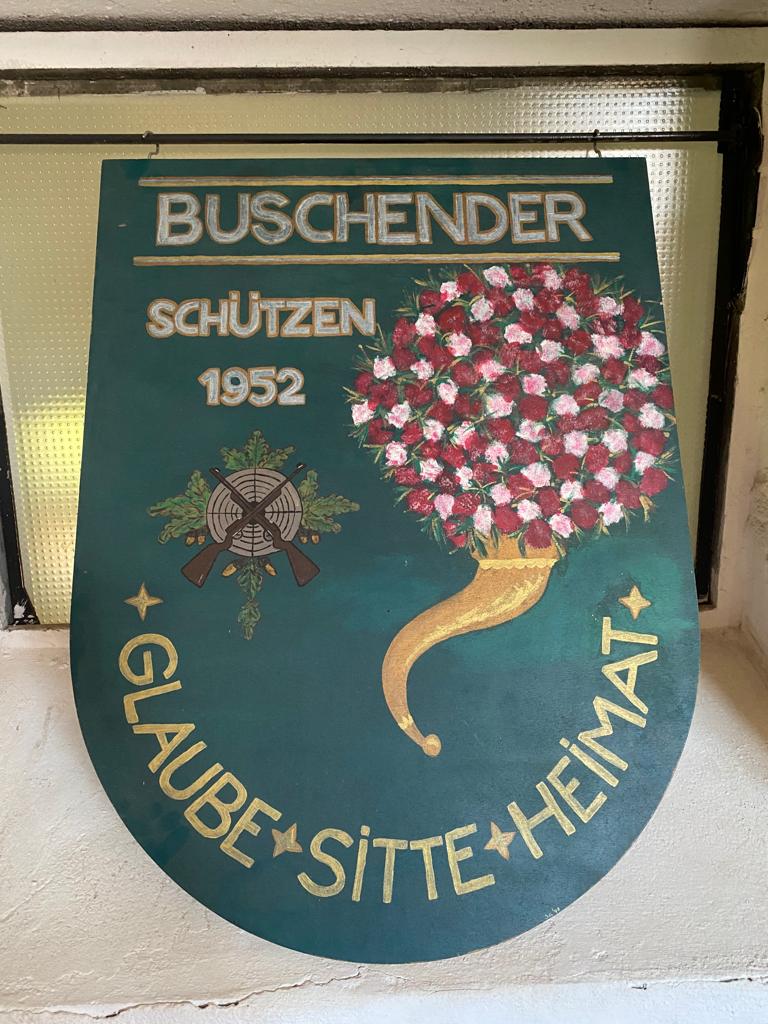 BUSCHENDER
SCHÜTZEN
1952
GLAUBE SITTE HEIMAT